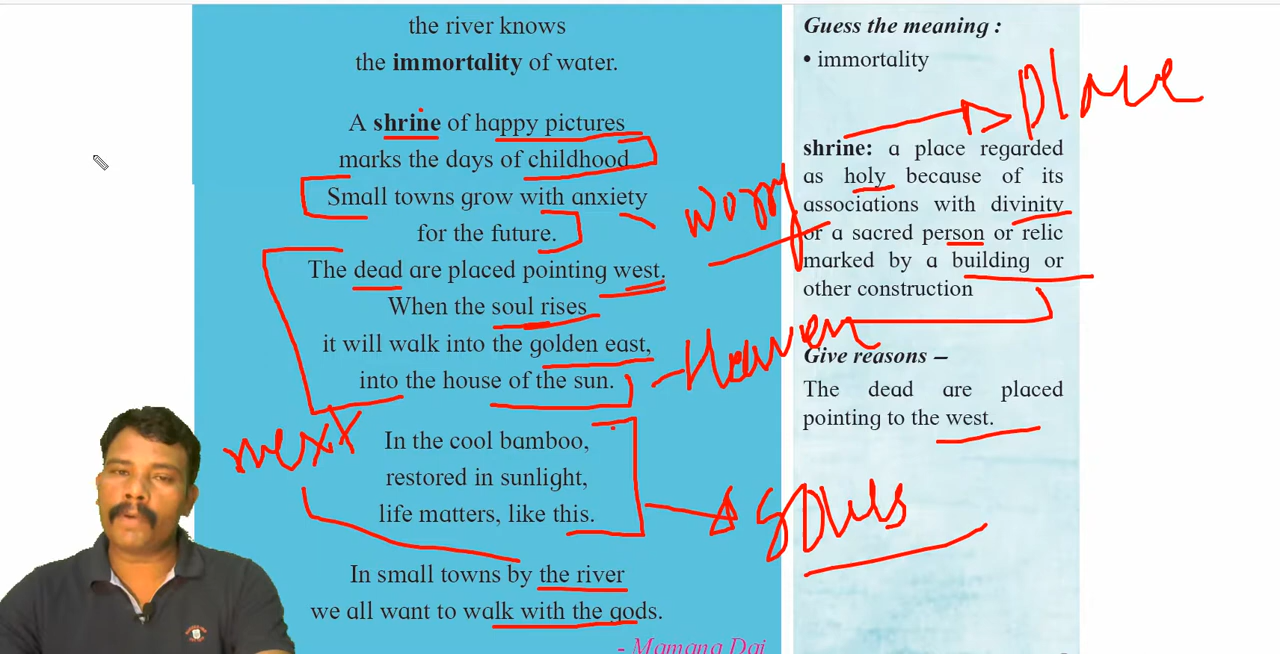 the river knows
the immortality of water.
A shrine of happy pictures
marks the days of childhood
Small towns grow with anxiety
for the future.
The dead are placed pointing west.
When the soul rises
it will walk into the golden east,
into the house of the sun.
In the cool bamboo,
restored in sunlight,
life matters, like this.
In small towns by the river
we all want to walk with the gods.
- Mamang Dai
worry
Heaven
next
souls
Guess the meaning :
• immortality
place
shrine: a place regarded
as holy because of its
associations with divinity
or a sacred person or relic
marked by a building or
other construction
Give reasons –
The dead are placed
pointing to the west.